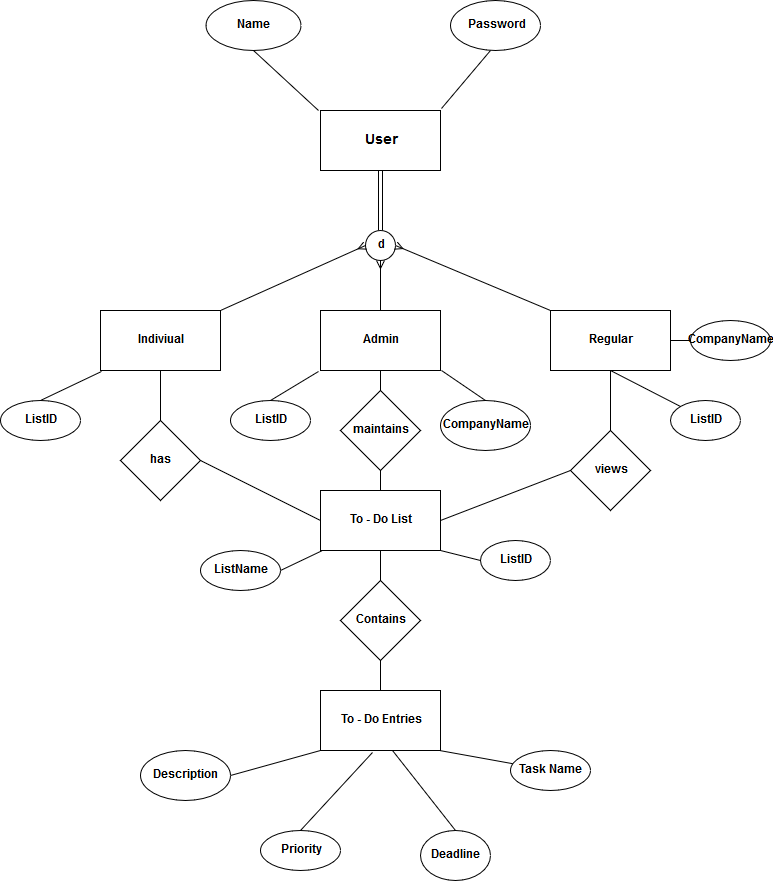 Name
Password
User
d
Indiviual
Admin
Regular
CompanyName
ListID
ListID
CompanyName
ListID
has
maintains
views
To - Do List
ListName
ListID
Contains
To - Do Entries
Description
Task Name
Priority
Deadline